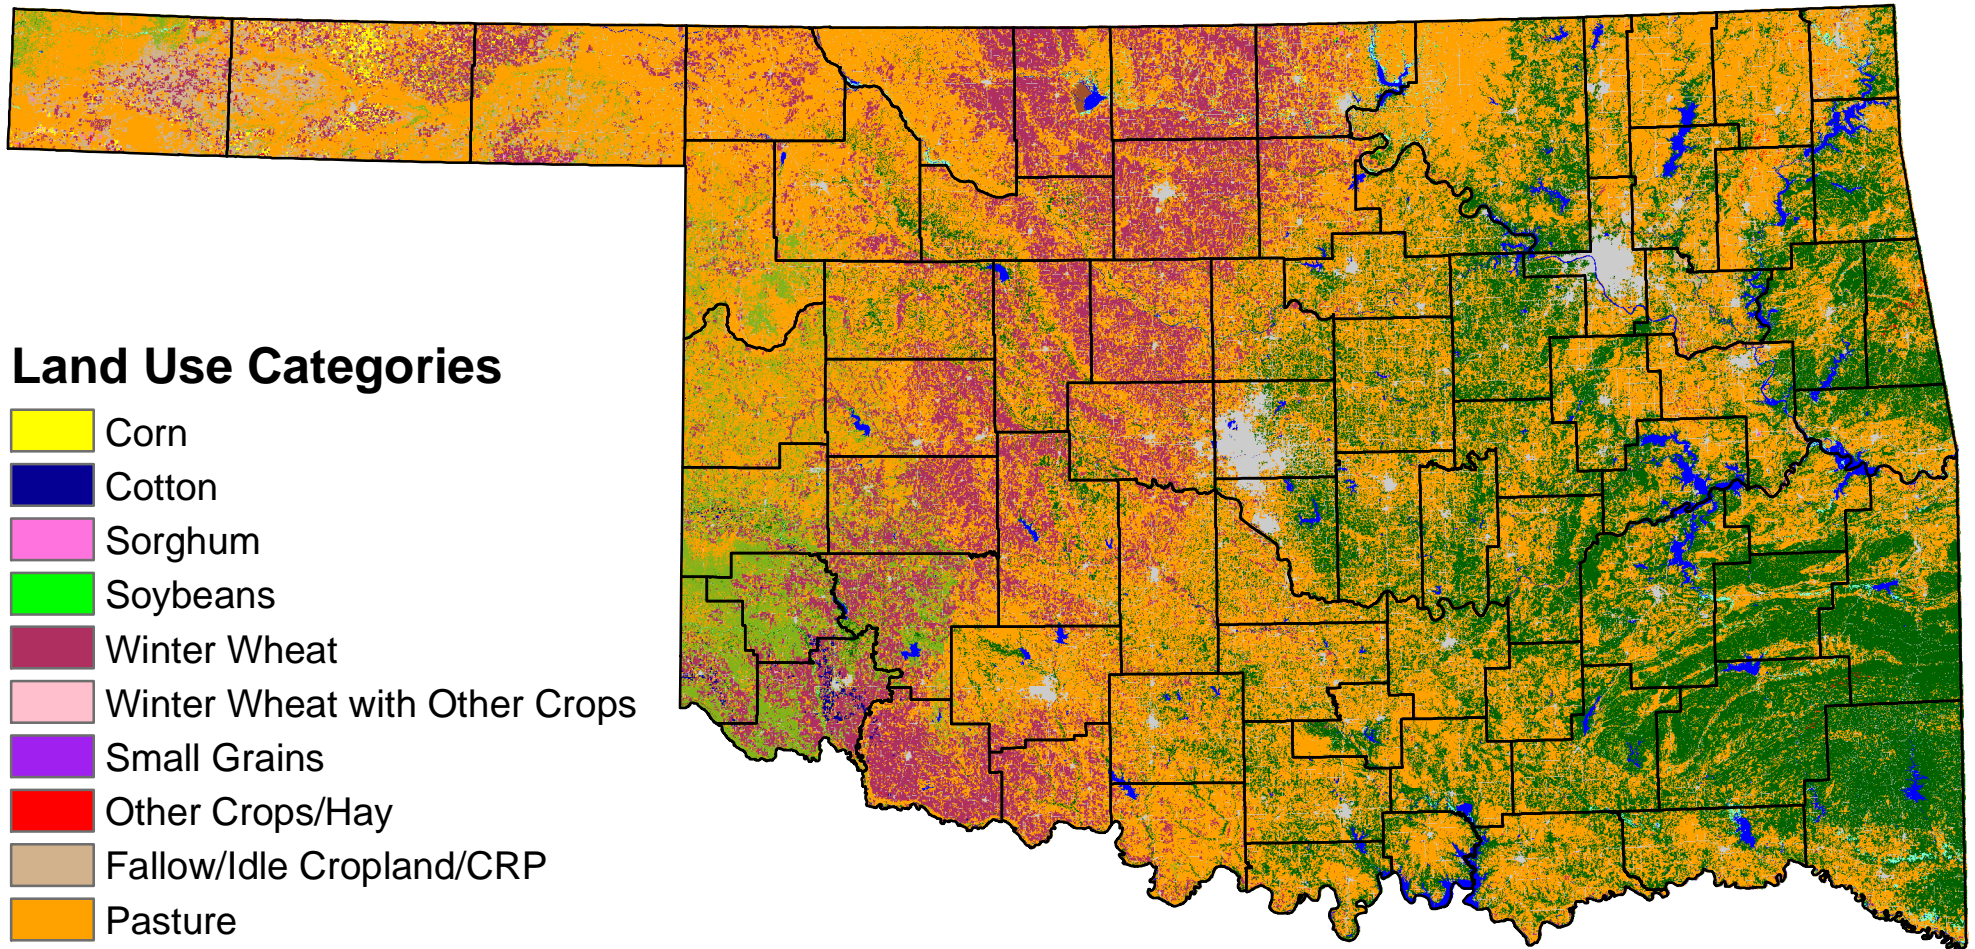 Land Use Categories
Corn
Cotton
Sorghum
Soybeans
Winter Wheat
Winter Wheat with Other Crops
Small Grains
Other Crops/Hay
Fallow/Idle Cropland/CRP
Pasture